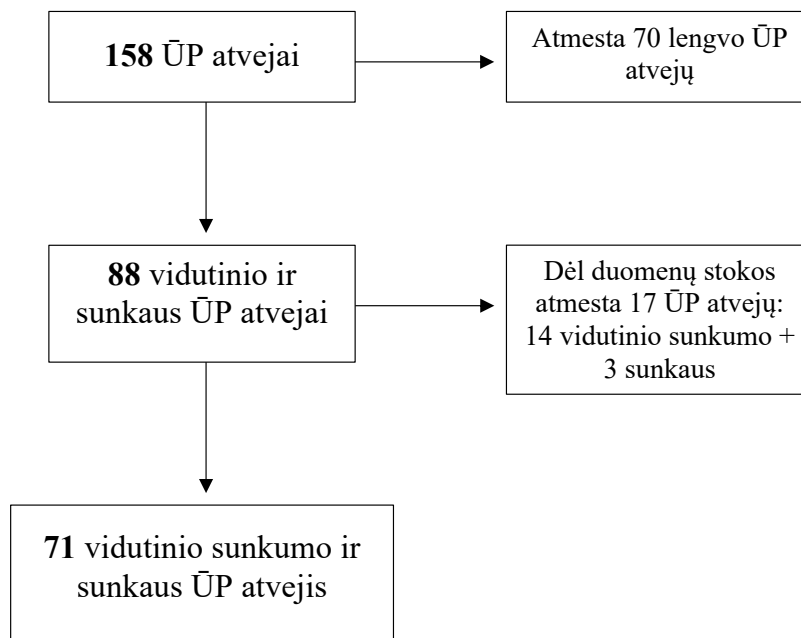 158 ŪP atvejai
Atmesta 70 lengvo ŪP
atvejų
88 vidutinio ir
sunkaus ŪP atvejai
Dėl duomenų stokos
atmesta 17 ŪP atvejų:
14 vidutinio sunkumo +
3 sunkaus
71 vidutinio sunkumo ir
sunkaus ŪP atvejis